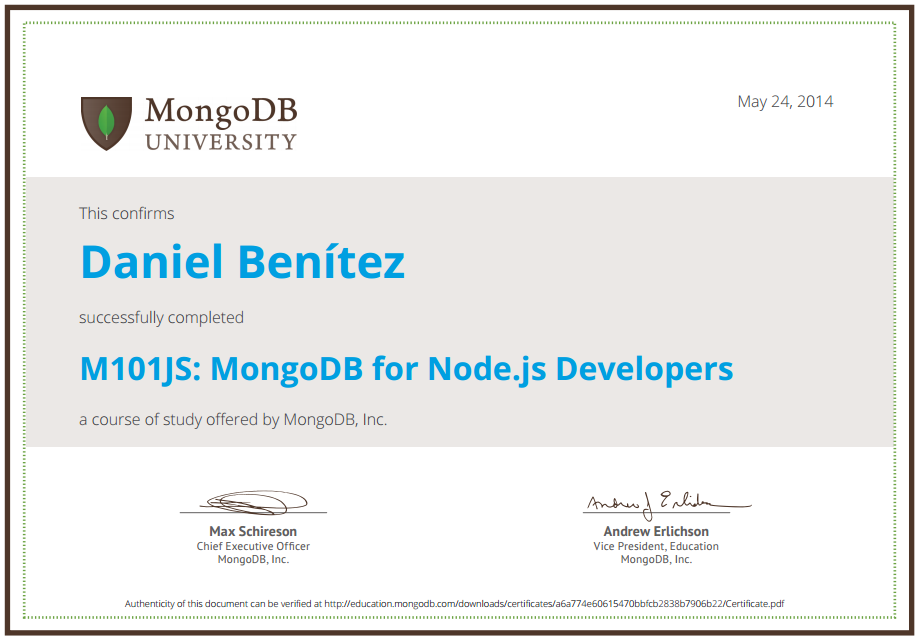 MongoDB
UNIVERSITY
May 24, 2014
This confirms
Daniel Benítez
successfully completed
M101JS: MongoDB for Node.js Developers
a course of study offered by MongoDB, Inc.
Andrew J Erlichson
Max Schireson
Chief Executive Officer
MongoDB, Inc.
Andrew Erlichson
Vice President, Education
MongoDB, Inc.
Authenticity of this document can be verified at http://education.mongodb.com/downloads/certificates/a6a774e60615470bbfcb2838b7906b22/Certificate.pdf